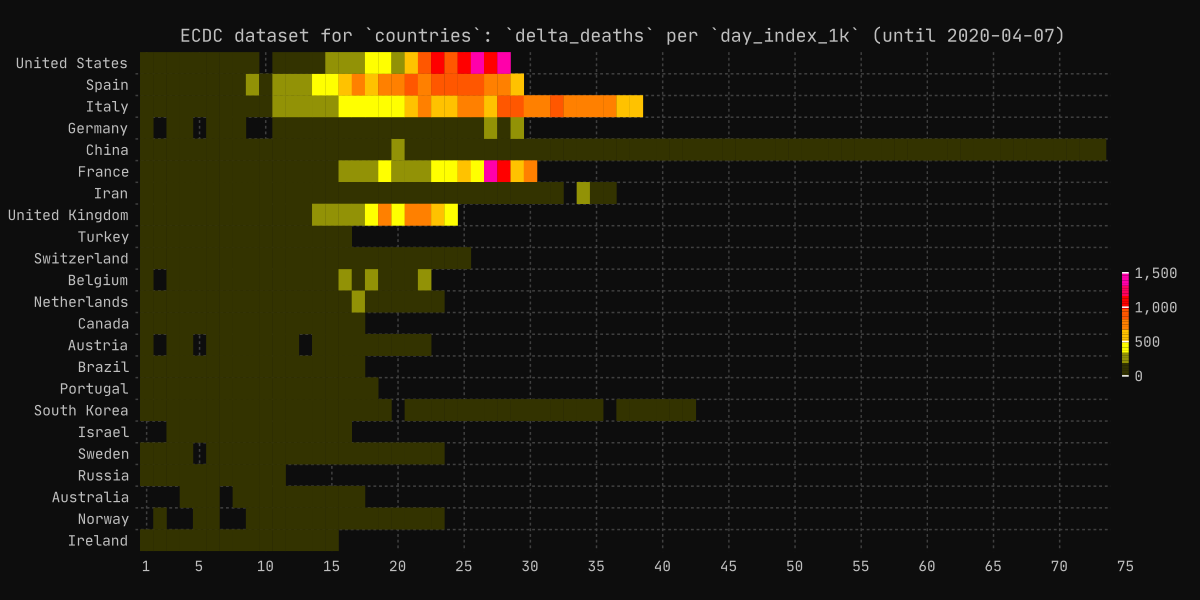 ECDC dataset for `countries`: `delta_deaths` per `day_index_1k` (until 2020-04-07)
United States
Spain
Italy
Germany
China
France
Iran
United Kingdom
Turkey
Switzerland
Belgium
Netherlands
Canada
Austria
Brazil
Portugal
South Korea
Israel
Sweden
Russia
Australia
Norway
Ireland
1 5 10 15 20 25 30 35 40 45 50 55 60 65 70 75
1,500
1,000
500
0